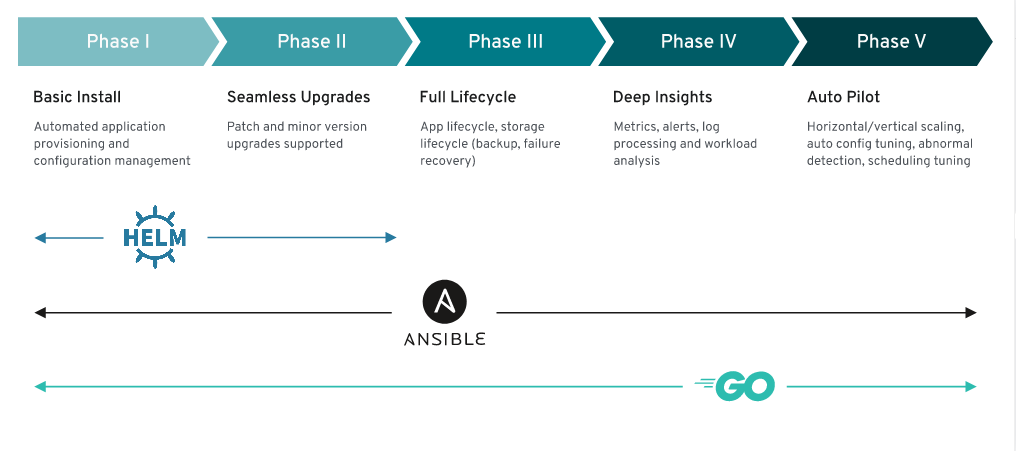 Phase I
Phase II
Phase III
Phase IV
Phase V
Basic Install
Automated application
provisioning and
configuration management
Seamless Upgrades
Patch and minor version
upgrades supported
Full Lifecycle
App lifecycle, storage
lifecycle (backup, failure
recovery)
Deep Insights
Metrics, alerts, log
processing and workload
analysis
Auto Pilot
Horizontal/vertical scaling,
auto config tuning, abnormal
detection, scheduling tuning
HELM
ANSIBLE
GO